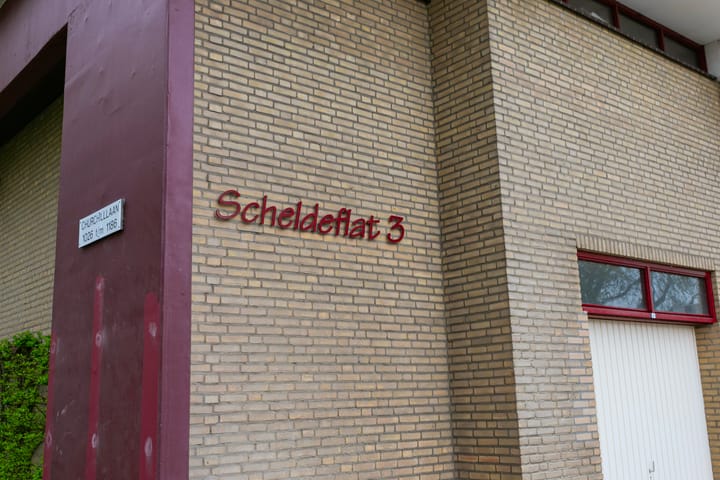 CHURCHILLLAAN
1026 t/m 1186
Scheldeflat 3